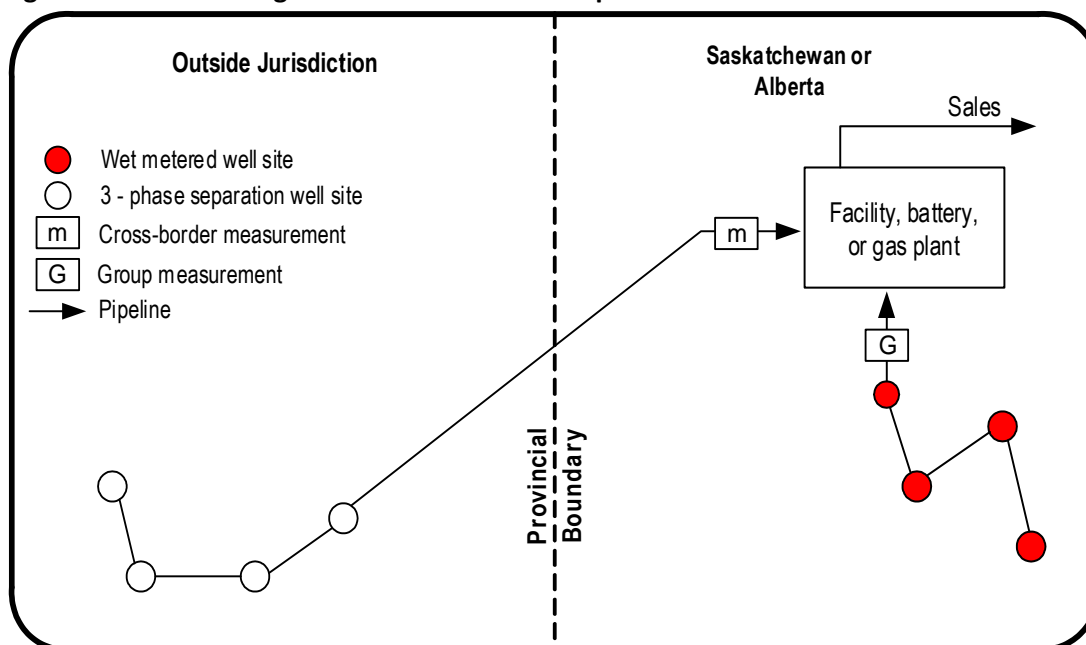 Outside Jurisdiction
Saskatchewan or
Alberta
Sales
Wet metered well site
3 - phase separation well site
m Cross-border measurement
G Group measurement
Pipeline
m
Facility, battery,
or gas plant
G
Provincial
Boundary